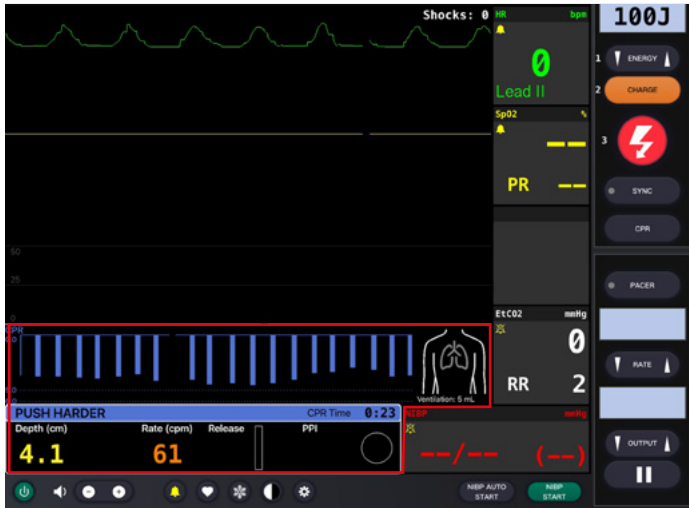 Shocks: 0
HR bpm
0
Lead II
SpO2 %
--
PR --
50
25
0
EtCO2 mmHg
0
RR 2
CPR
0.0
Ventilation: 5 mL
PUSH HARDER CPR Time 0:23
Depth (cm) Rate (cpm) Release PPI
4.1 61
NIBP mmHg
--/-- (--)
NIBP AUTO
START
NIBP
START
100J
1 ENERGY
2 CHARGE
3
SYNC
CPR
PACER
RATE
OUTPUT